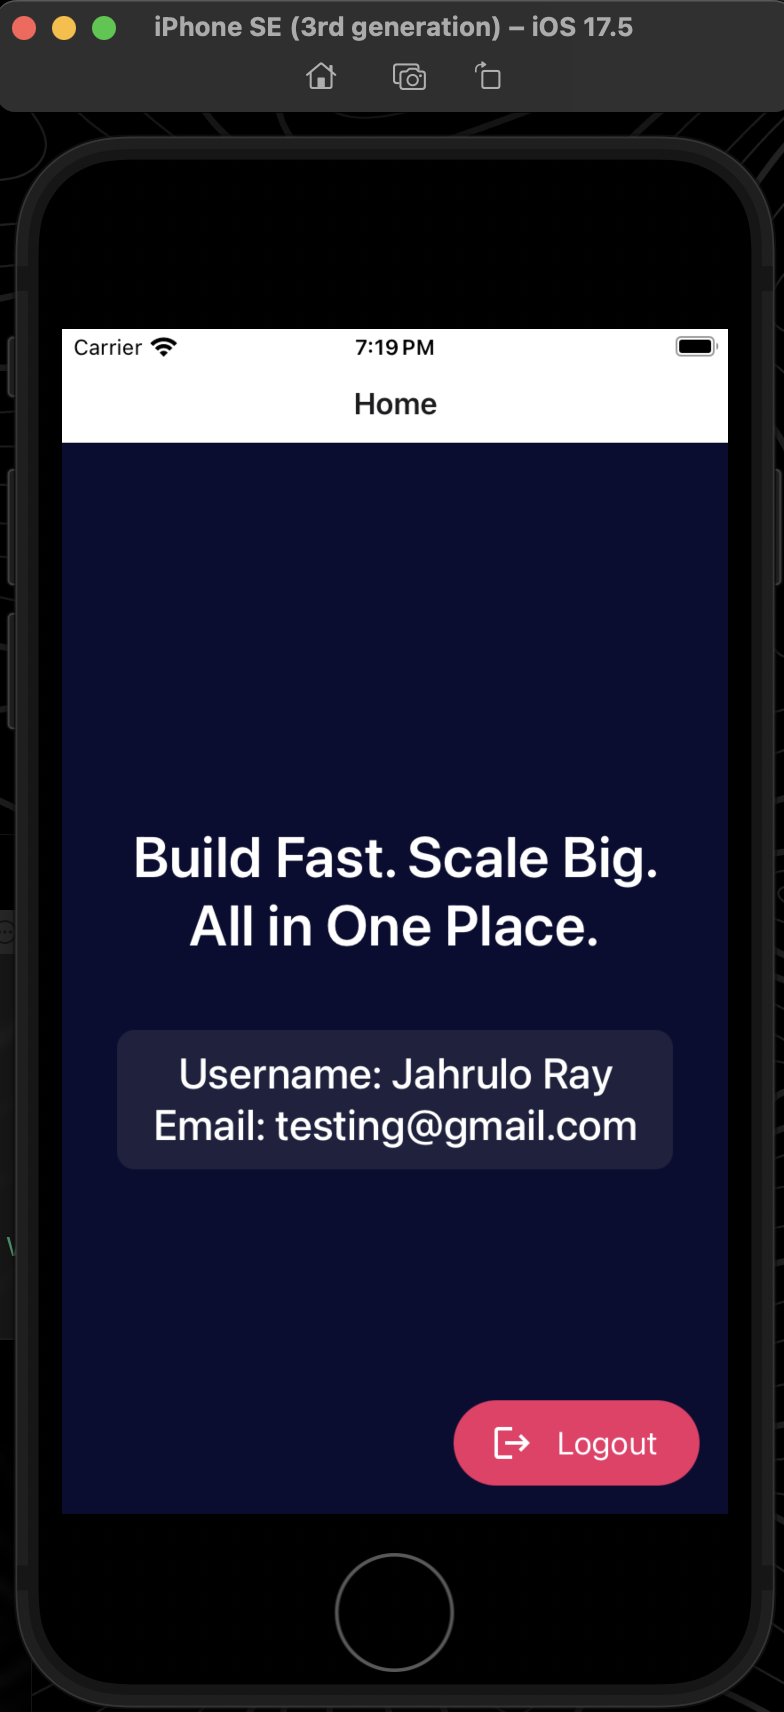 iPhone SE (3rd generation) – iOS 17.5
Carrier 7:19 PM
Home
Build Fast. Scale Big.
All in One Place.
Username: Jahrulo Ray
Email: testing@gmail.com
Logout